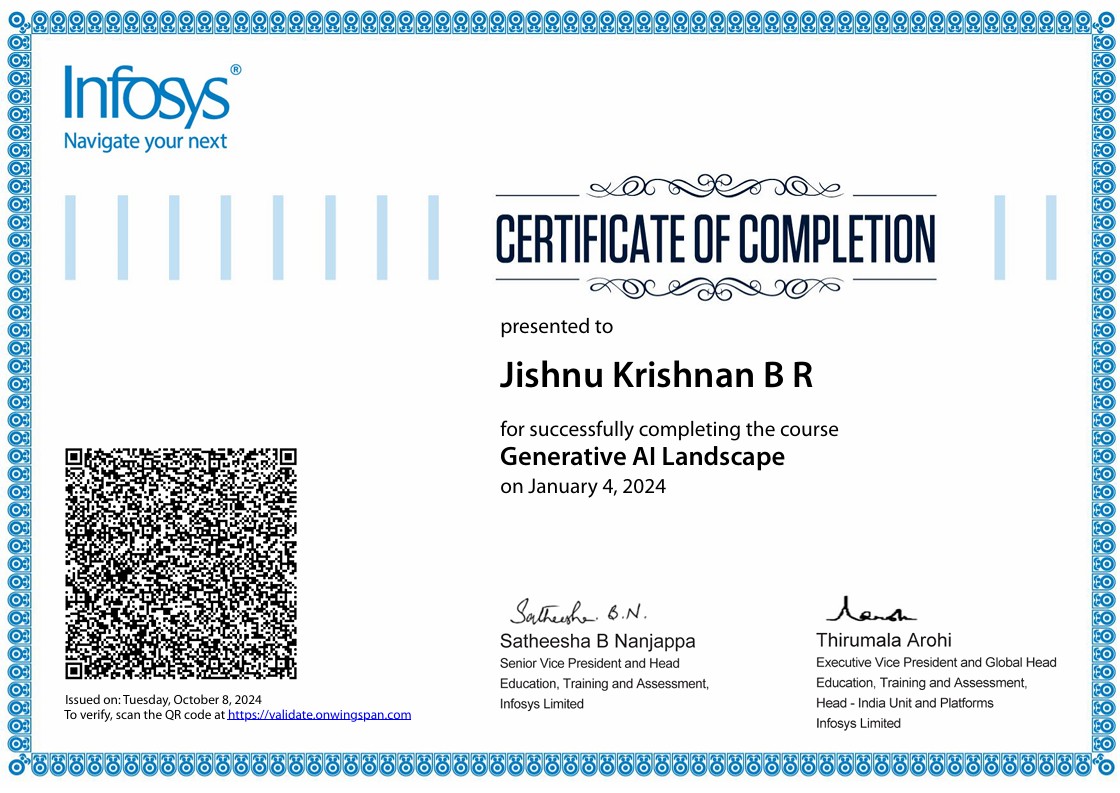 Infosys®
Navigate your next
CERTIFICATE OF COMPLETION
presented to
Jishnu Krishnan B R
for successfully completing the course
Generative AI Landscape
on January 4, 2024
Satheesha. B.N.
Satheesha B Nanjappa
Senior Vice President and Head
Education, Training and Assessment,
Infosys Limited
Thirumala Arohi
Executive Vice President and Global Head
Education, Training and Assessment,
Head - India Unit and Platforms
Infosys Limited
Issued on: Tuesday, October 8, 2024
To verify, scan the QR code at https://validate.onwingspan.com